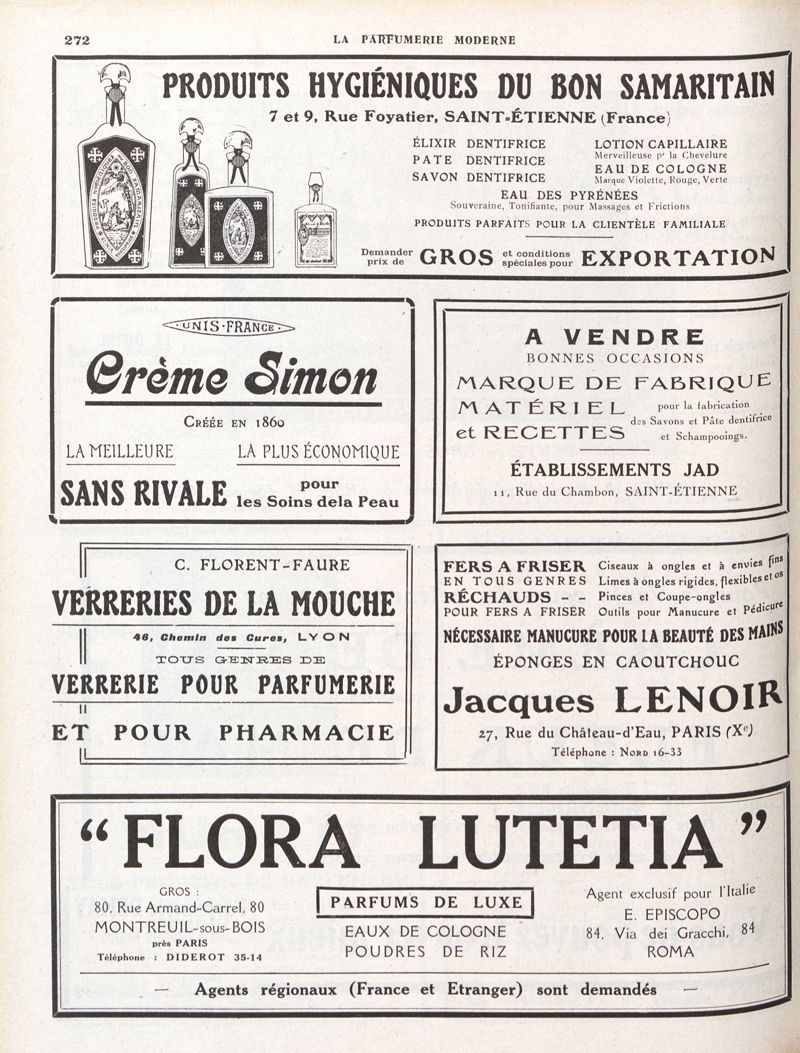 272
LA PARFUMERIE MODERNE
PRODUITS HYGIÉNIQUES DU BON SAMARITAIN
7 et 9, Rue Foyatier, SAINT-ÉTIENNE (France)
ÉLIXIR DENTIFRICE
PATE DENTIFRICE
SAVON DENTIFRICE
LOTION CAPILLAIRE
Merveilleuse pr la Chevelure
EAU DE COLOGNE
Marque Violette, Rouge, Verte
EAU DES PYRÉNÉES
Souveraine, Tonifiante, pour Massages et Frictions
PRODUITS PARFAITS POUR LA CLIENTÈLE FAMILIALE
Demander prix de GROS et conditions spéciales pour EXPORTATION
UNIS-FRANCE
Crème Simon
CRÉÉE EN 1860
LA MEILLEURE LA PLUS ÉCONOMIQUE
SANS RIVALE pour les Soins dela Peau
A VENDRE
BONNES OCCASIONS
MARQUE DE FABRIQUE
MATÉRIEL
et RECETTES
pour la fabrication
des Savons et Pâte dentifrice
et Schampooings.
ÉTABLISSEMENTS JAD
11, Rue du Chambon, SAINT-ÉTIENNE
C. FLORENT-FAURE
VERRERIES DE LA MOUCHE
46, Chemin des Cures, LYON
TOUS GENRES DE
VERRERIE POUR PARFUMERIE
ET POUR PHARMACIE
FERS A FRISER
EN TOUS GENRES
RÉCHAUDS - -
POUR FERS A FRISER
Ciseaux à ongles et à envies fins
Limes à ongles rigides, flexibles et os
Pinces et Coupe-ongles
Outils pour Manucure et Pédicure
NÉCESSAIRE MANUCURE POUR LA BEAUTÉ DES MAINS
ÉPONGES EN CAOUTCHOUC
Jacques LENOIR
27, Rue du Château-d'Eau, PARIS (Xe)
Téléphone : NORD 16-33
“ FLORA LUTETIA ”
GROS :
80, Rue Armand-Carrel, 80
MONTREUIL-sous-BOIS
près PARIS
Téléphone : DIDEROT 35-14
PARFUMS DE LUXE
EAUX DE COLOGNE
POUDRES DE RIZ
Agent exclusif pour l'Italie
E. EPISCOPO
84, Via dei Gracchi, 84
ROMA
— Agents régionaux (France et Etranger) sont demandés —